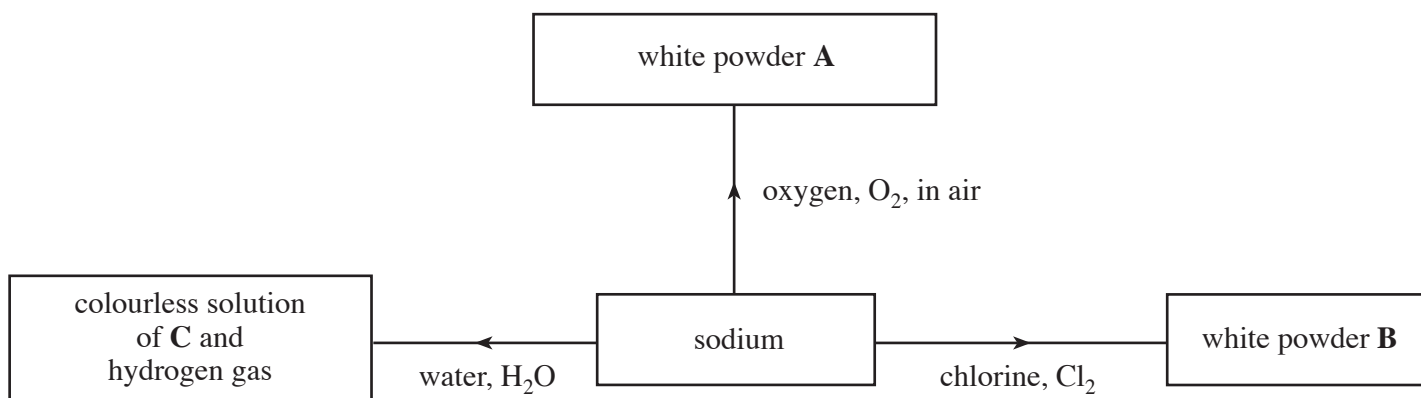 white powder A
oxygen, O₂, in air
colourless solution
of C and
hydrogen gas
water, H₂O
sodium
chlorine, Cl₂
white powder B